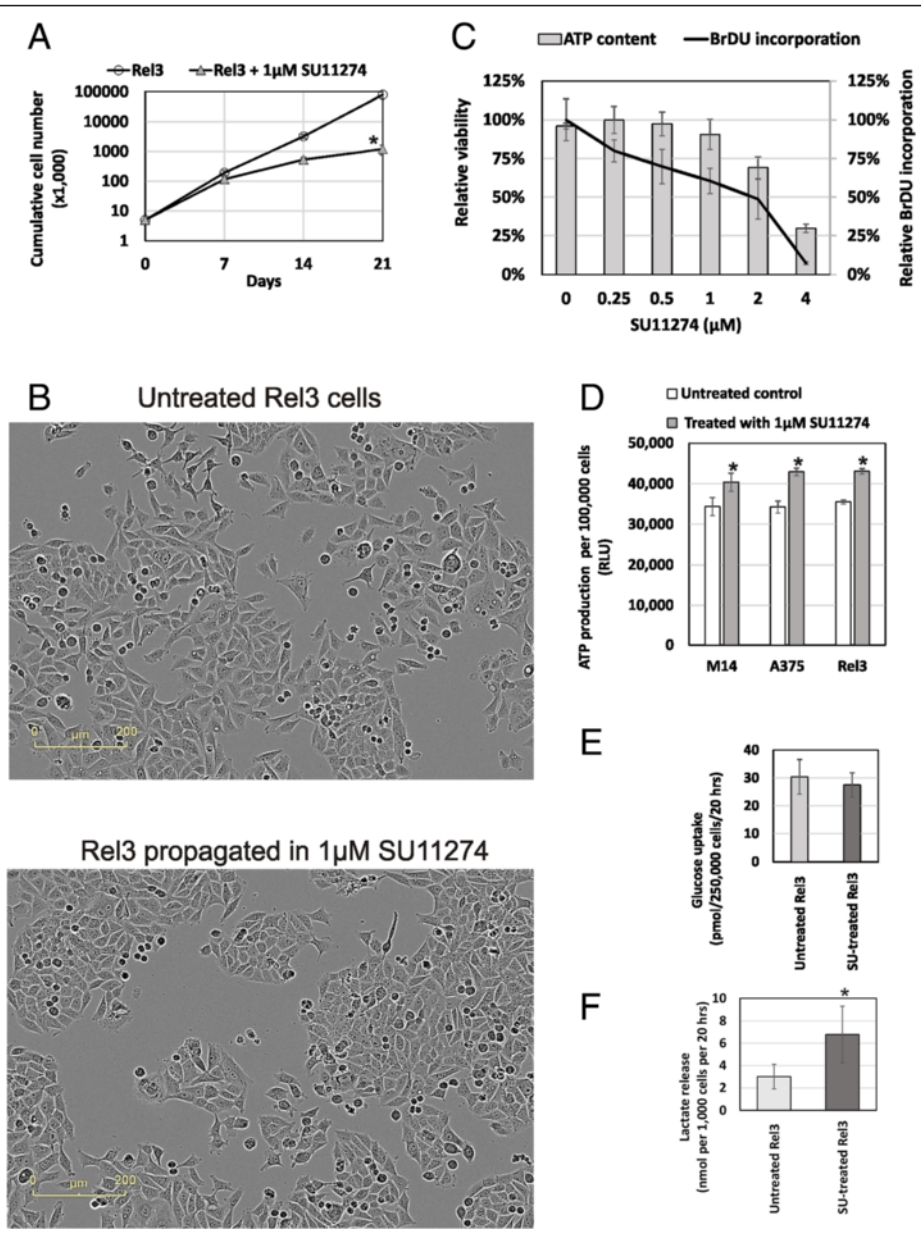 A
Rel3 Rel3 + 1µM SU11274
Cumulative cell number
(x1,000)
100000
10000
1000
100
10
1
*
0 7 14 21
Days
C
ATP content BrDU incorporation
Relative viability
125%
100%
75%
50%
25%
0%
125%
100%
75%
50%
25%
0%
Relative BrDU incorporation
0 0.25 0.5 1 2 4
SU11274 (µM)
B
Untreated Rel3 cells
0 µm 200
Rel3 propagated in 1µM SU11274
0 µm 200
D
Untreated control
Treated with 1µM SU11274
ATP production per 100,000 cells
(RLU)
50,000
40,000
30,000
20,000
10,000
0
* * *
M14 A375 Rel3
E
Glucose uptake
(pmol/250,000 cells/20 hrs)
40
30
20
10
0
Untreated Rel3
SU-treated Rel3
F
Lactate release
(nmol per 1,000 cells per 20 hrs)
10
8
6
4
2
0
*
Untreated Rel3
SU-treated Rel3